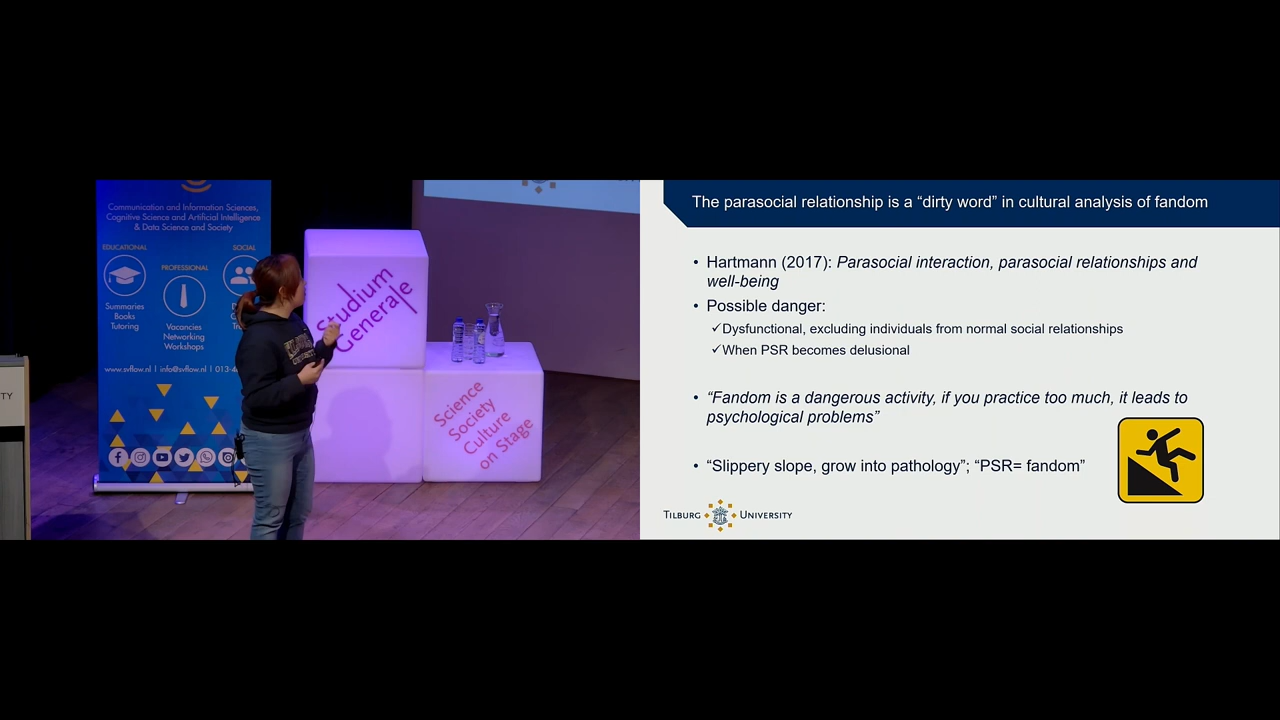 Communication and Information Sciences,
Cognitive Science and Artificial Intelligence
& Data Science and Society
EDUCATIONAL
SOCIAL
PROFESSIONAL
Summaries
Books
Tutoring
Vacancies
Networking
Workshops
www.svflow.nl | info@svflow.nl | 013-4
TY
Studium
Generale
Science
Society
Culture
on Stage
The parasocial relationship is a “dirty word” in cultural analysis of fandom
• Hartmann (2017): Parasocial interaction, parasocial relationships and
well-being
• Possible danger:
✓Dysfunctional, excluding individuals from normal social relationships
✓When PSR becomes delusional
• “Fandom is a dangerous activity, if you practice too much, it leads to
psychological problems”
• “Slippery slope, grow into pathology”; “PSR= fandom”
TILBURG UNIVERSITY